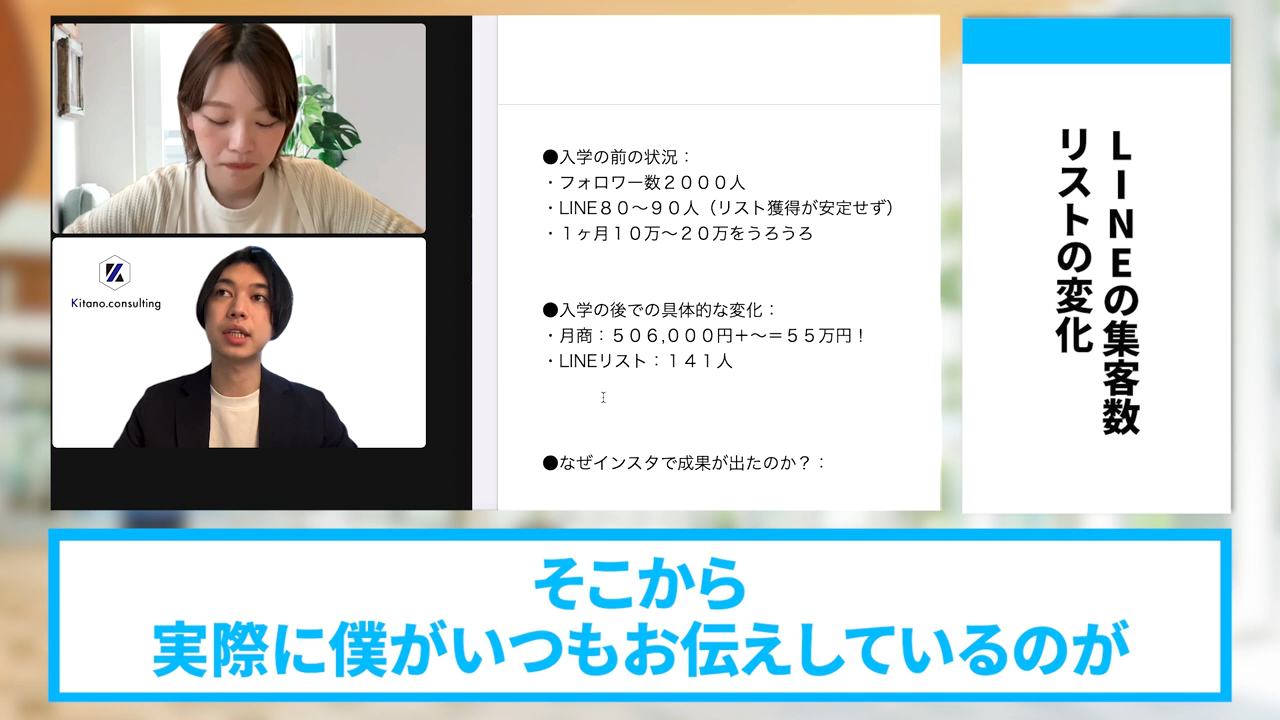 Kitano.consulting
●入学の前の状況：
・フォロワー数２０００人
・LINE８０〜９０人（リスト獲得が安定せず）
・１ヶ月１０万〜２０万をうろうろ
●入学の後での具体的な変化：
・月商：５０６,０００円＋〜＝５５万円！
・LINEリスト：１４１人
●なぜインスタで成果が出たのか？：
LINEの集客数
リストの変化
そこから
実際に僕がいつもお伝えしているのが